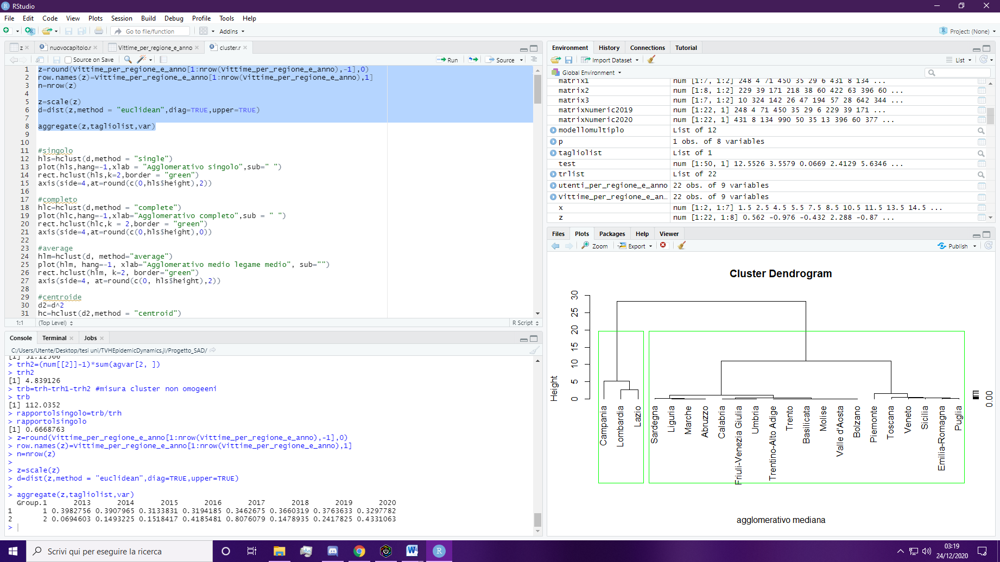 RStudio
File Edit Code View Plots Session Build Debug Profile Tools Help
Go to file/function Addins Project: (None)
z nuovocapitolo.r Vittime_per_regione_e_anno cluster.r
Source on Save Run Source
1 z=round(Vittime_per_regione_e_anno[1:nrow(Vittime_per_regione_e_anno),-1],0)
2 row.names(z)=Vittime_per_regione_e_anno[1:nrow(Vittime_per_regione_e_anno),1]
3 n=nrow(z)
4
5 z=scale(z)
6 d=dist(z,method = "euclidean",diag=TRUE,upper=TRUE)
7
8 aggregate(z,tagliolist,var)
9
10
11 #singolo
12 hls=hclust(d,method = "single")
13 plot(hls,hang=-1,xlab = "Agglomerativo singolo",sub=" ")
14 rect.hclust(hls,k=2,border = "green")
15 axis(side=4,at=round(c(0,hls$height),2))
16
17 #completo
18 hlc=hclust(d,method = "complete")
19 plot(hlc,hang=-1,xlab="Agglomerativo completo",sub = " ")
20 rect.hclust(hlc,k = 2,border = "green")
21 axis(side=4,at=round(c(0,hls$height),0))
22
23 #average
24 hlm=hclust(d, method="average")
25 plot(hlm, hang=-1, xlab="Agglomerativo medio legame medio", sub="")
26 rect.hclust(hlm, k=2, border="green")
27 axis(side=4, at=round(c(0, hls$height),2))
28
29 #centroide
30 d2=d^2
31 hc=hclust(d2,method = "centroid")
1:1 (Top Level) R Script
Console Terminal Jobs
C:/Users/Utente/Desktop/tesi uni/TVHEpidemicDynamics.jl/Progetto_SAD/
[1] 31.12566
> trh2=(num[[2]]-1)*sum(agvar[2, ])
> trh2
[1] 4.839126
> trb=trh-trh1-trh2 #misura cluster non omogeeni
> trb
[1] 112.0352
> rapportolsingolo=trb/trh
> rapportolsingolo
[1] 0.6668763
> z=round(Vittime_per_regione_e_anno[1:nrow(Vittime_per_regione_e_anno),-1],0)
> row.names(z)=Vittime_per_regione_e_anno[1:nrow(Vittime_per_regione_e_anno),1]
> n=nrow(z)
>
> z=scale(z)
> d=dist(z,method = "euclidean",diag=TRUE,upper=TRUE)
>
> aggregate(z,tagliolist,var)
Group.1 2013 2014 2015 2016 2017 2018 2019 2020
1 1 0.3982756 0.3907965 0.3133831 0.3194185 0.3462675 0.3660319 0.3763633 0.3297782
2 2 0.0694603 0.1493225 0.1518417 0.4185481 0.8076079 0.1478935 0.2417825 0.4331063
>
Environment History Connections Tutorial
Import Dataset List
Global Environment
matrix1 num [1:7, 1:2] 248 4 71 450 35 29 6 431 8 134 ...
matrix2 num [1:8, 1:2] 229 39 171 218 38 60 422 63 396 60 ...
matrix3 num [1:7, 1:2] 10 324 142 26 47 194 57 28 642 344 ...
matrixNumeric2019 num [1:22, 1] 248 4 71 450 35 29 6 229 39 171 ...
matrixNumeric2020 num [1:22, 1] 431 8 134 990 50 35 13 396 60 377 ...
modellomultiplo List of 12
p 1 obs. of 8 variables
tagliolist List of 1
test num [1:50, 1] 12.5526 3.5579 0.0669 2.4129 5.6346 ...
trlist List of 22
utenti_per_regione_e_anno 22 obs. of 9 variables
Vittime_per_regione_e_an... 22 obs. of 9 variables
x num [1:2, 1:7] 1.5 2.5 4.5 5.5 7.5 8.5 10.5 11.5 13.5 14.5 ...
z num [1:22, 1:8] 0.562 -0.976 -0.432 2.288 -0.87 ...
Files Plots Packages Help Viewer
Zoom Export Publish
Cluster Dendrogram
Height
30
25
20
15
10
5
0
0.00
Campania
Lombardia
Lazio
Sardegna
Liguria
Marche
Abruzzo
Calabria
Friuli-Venezia Giulia
Umbria
Trentino-Alto Adige
Trento
Basilicata
Molise
Valle d'Aosta
Bolzano
Piemonte
Toscana
Veneto
Sicilia
Emilia-Romagna
Puglia
agglomerativo mediana
Scrivi qui per eseguire la ricerca
03:19
24/12/2020